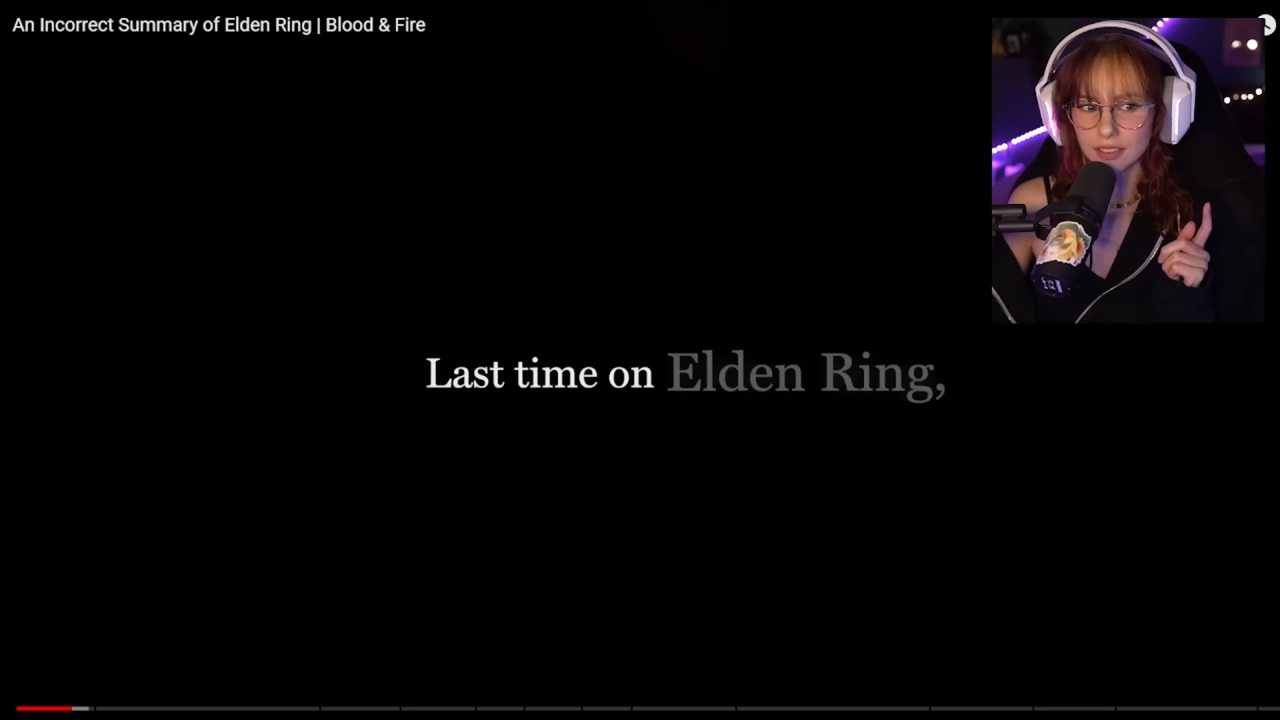 An Incorrect Summary of Elden Ring | Blood & Fire
Last time on Elden Ring,